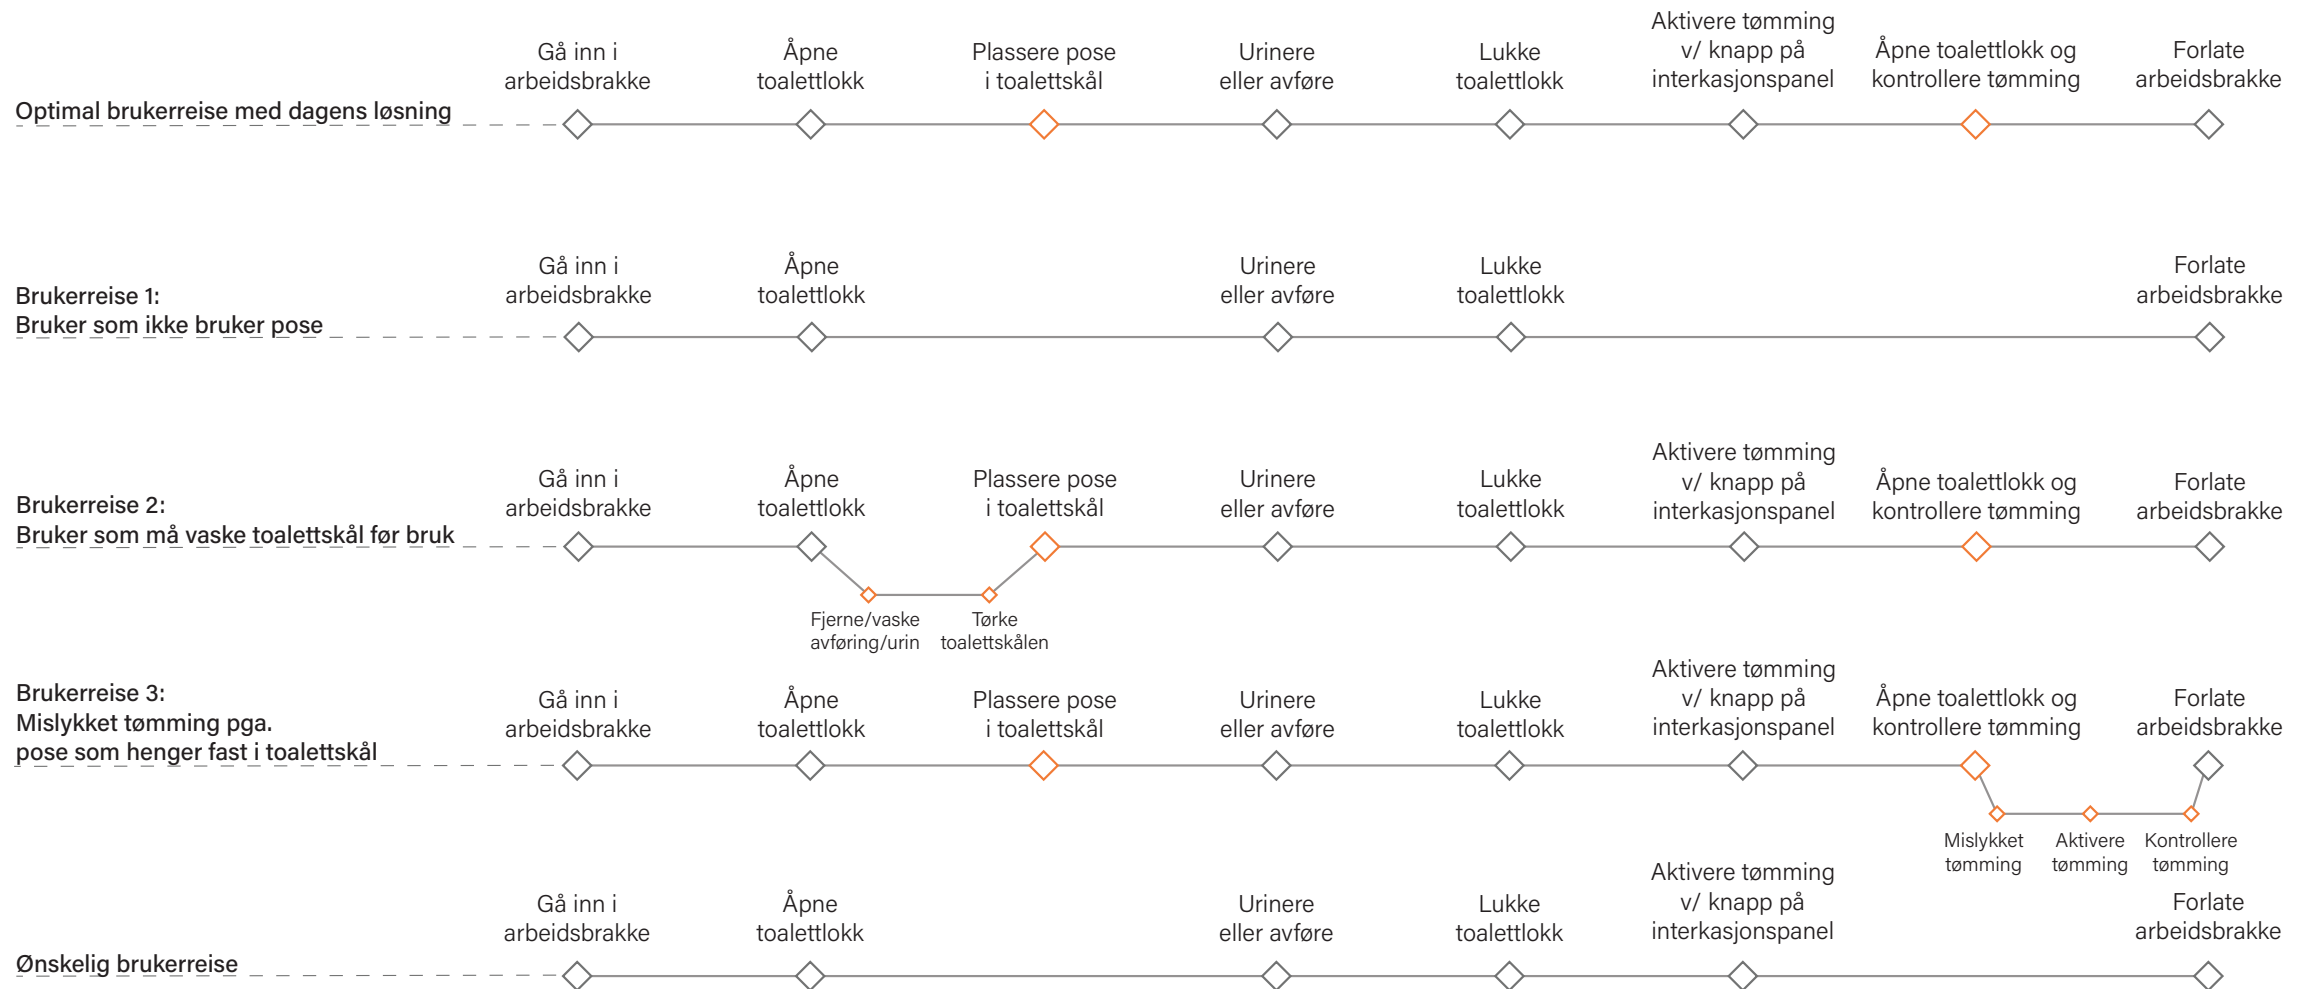 Gå inn i
arbeidsbrakke
Åpne
toalettlokk
Plassere pose
i toalettskål
Urinere
eller avføre
Lukke
toalettlokk
Aktivere tømming
v/ knapp på
interkasjonspanel
Åpne toalettlokk og
kontrollere tømming
Forlate
arbeidsbrakke
Optimal brukerreise med dagens løsning
Gå inn i
arbeidsbrakke
Åpne
toalettlokk
Urinere
eller avføre
Lukke
toalettlokk
Forlate
arbeidsbrakke
Brukerreise 1:
Bruker som ikke bruker pose
Gå inn i
arbeidsbrakke
Åpne
toalettlokk
Plassere pose
i toalettskål
Urinere
eller avføre
Lukke
toalettlokk
Aktivere tømming
v/ knapp på
interkasjonspanel
Åpne toalettlokk og
kontrollere tømming
Forlate
arbeidsbrakke
Brukerreise 2:
Bruker som må vaske toalettskål før bruk
Fjerne/vaske
avføring/urin
Tørke
toalettskålen
Brukerreise 3:
Mislykket tømming pga.
pose som henger fast i toalettskål
Gå inn i
arbeidsbrakke
Åpne
toalettlokk
Plassere pose
i toalettskål
Urinere
eller avføre
Lukke
toalettlokk
Aktivere tømming
v/ knapp på
interkasjonspanel
Åpne toalettlokk og
kontrollere tømming
Forlate
arbeidsbrakke
Mislykket
tømming
Aktivere
tømming
Kontrollere
tømming
Gå inn i
arbeidsbrakke
Åpne
toalettlokk
Urinere
eller avføre
Lukke
toalettlokk
Aktivere tømming
v/ knapp på
interkasjonspanel
Forlate
arbeidsbrakke
Ønskelig brukerreise